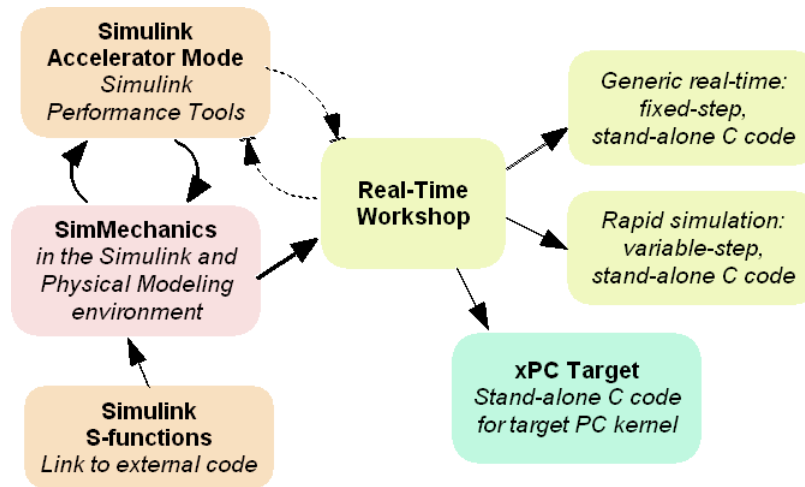 Simulink
Accelerator Mode
Simulink
Performance Tools
Generic real-time:
fixed-step,
stand-alone C code
Real-Time
Workshop
SimMechanics
in the Simulink and
Physical Modeling
environment
Rapid simulation:
variable-step,
stand-alone C code
xPC Target
Stand-alone C code
for target PC kernel
Simulink
S-functions
Link to external code